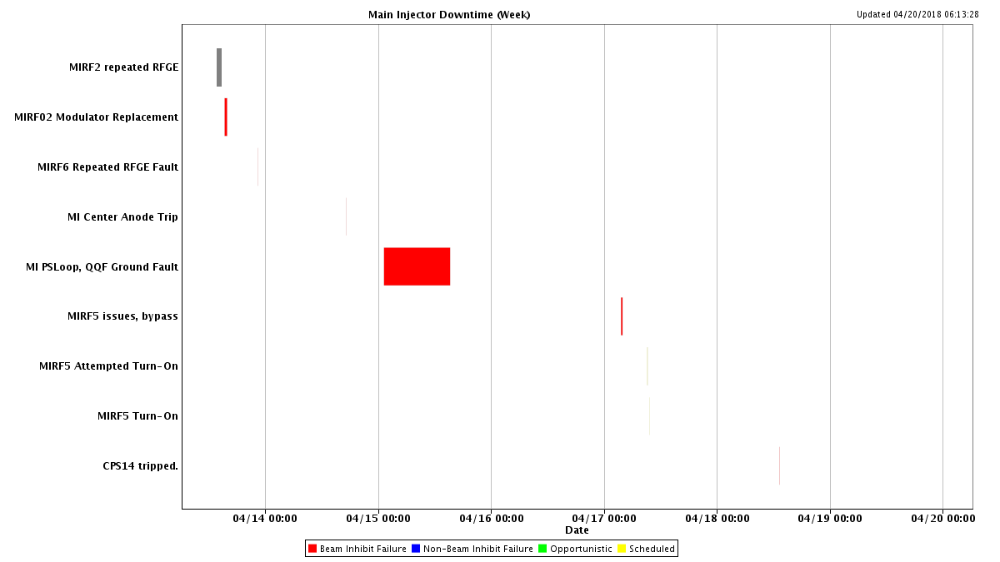 Main Injector Downtime (Week)
Updated 04/20/2018 06:13:28
MIRF2 repeated RFGE
MIRF02 Modulator Replacement
MIRF6 Repeated RFGE Fault
MI Center Anode Trip
MI PSLoop, QQF Ground Fault
MIRF5 issues, bypass
MIRF5 Attempted Turn-On
MIRF5 Turn-On
CPS14 tripped.
04/14 00:00 04/15 00:00 04/16 00:00 04/17 00:00 04/18 00:00 04/19 00:00 04/20 00:00
Date
Beam Inhibit Failure Non-Beam Inhibit Failure Opportunistic Scheduled